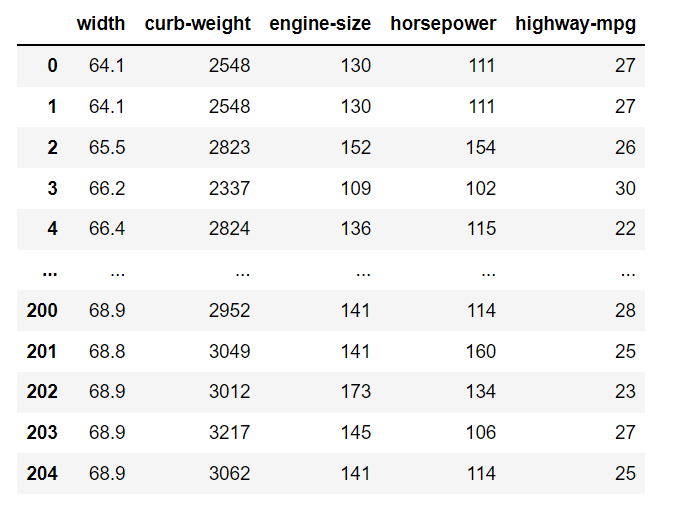 width curb-weight engine-size horsepower highway-mpg
0 64.1 2548 130 111 27
1 64.1 2548 130 111 27
2 65.5 2823 152 154 26
3 66.2 2337 109 102 30
4 66.4 2824 136 115 22
... ... ... ... ... ...
200 68.9 2952 141 114 28
201 68.8 3049 141 160 25
202 68.9 3012 173 134 23
203 68.9 3217 145 106 27
204 68.9 3062 141 114 25